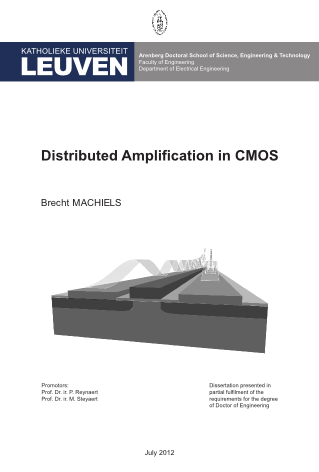 KATHOLIEKE UNIVERSITEIT
LEUVEN
Arenberg Doctoral School of Science, Engineering & Technology
Faculty of Engineering
Department of Electrical Engineering
Distributed Amplification in CMOS
Brecht MACHIELS
Promotors:
Prof. Dr. ir. P. Reynaert
Prof. Dr. ir. M. Steyaert
Dissertation presented in
partial fulfilment of the
requirements for the degree
of Doctor of Engineering
July 2012